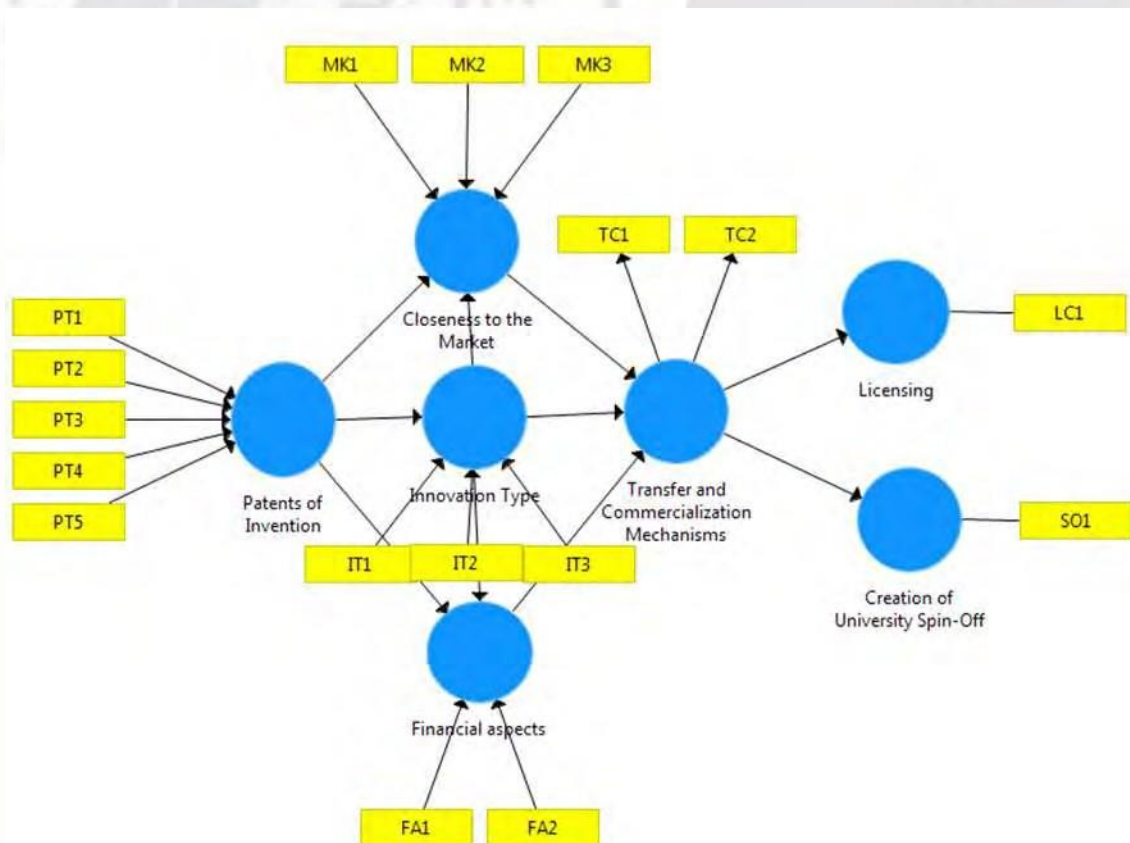 MK1
MK2
MK3
TC1
TC2
PT1
PT2
PT3
PT4
PT5
LC1
Closeness to the
Market
Licensing
Patents of
Invention
Innovation Type
Transfer and
Commercialization
Mechanisms
SO1
IT1
IT2
IT3
Creation of
University Spin-Off
Financial aspects
FA1
FA2